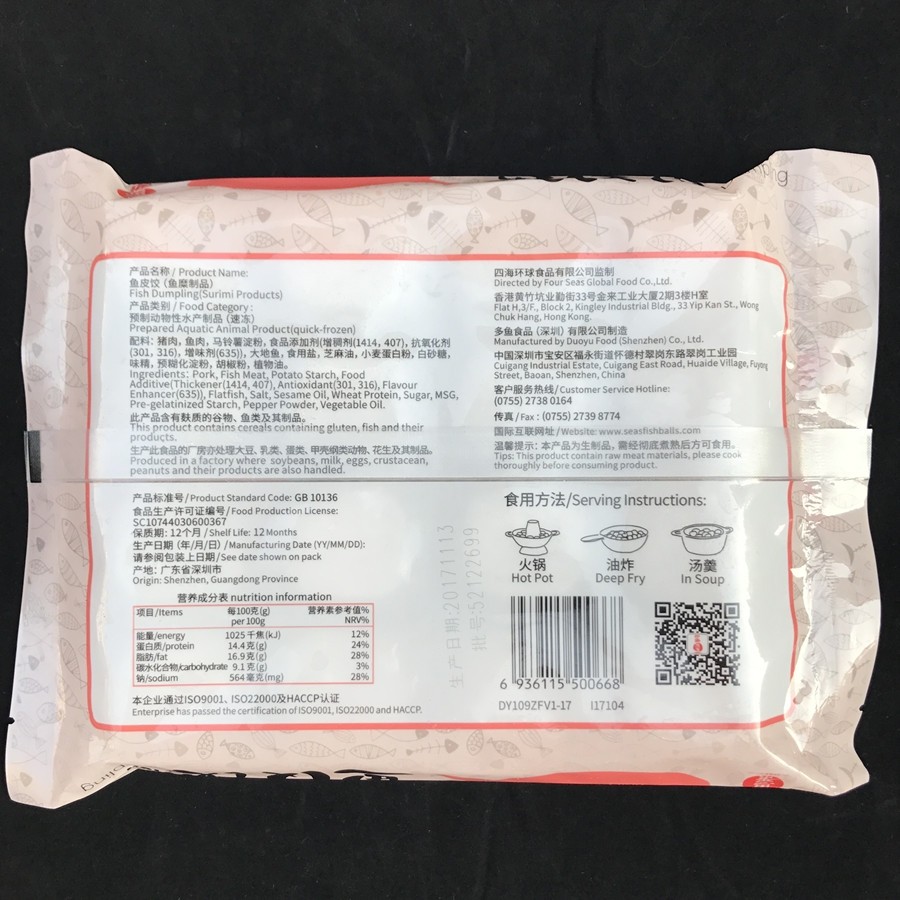 产品名称/Product Name:
鱼皮饺（鱼糜制品）
Fish Dumpling(Surimi Products)
产品类别/Food Category:
预制动物性水产制品（速冻）
Prepared Aquatic Animal Product(quick-frozen)
配料：猪肉，鱼肉，马铃薯淀粉，食品添加剂(增稠剂(1414, 407), 抗氧化剂
(301, 316), 增味剂(635))，大地鱼，食用盐，芝麻油，小麦蛋白粉，白砂糖，
味精，预糊化淀粉，胡椒粉，植物油。
Ingredients: Pork, Fish Meat, Potato Starch, Food
Additive(Thickener(1414, 407), Antioxidant(301, 316), Flavour
Enhancer(635)), Flatfish, Salt, Sesame Oil, Wheat Protein, Sugar, MSG,
Pre-gelatinized Starch, Pepper Powder, Vegetable Oil.
此产品含有麸质的谷物、鱼类及其制品。
This product contains cereals containing gluten, fish and their
products.
生产此食品的厂房亦处理大豆、乳类、蛋类、甲壳纲类动物、花生及其制品。
Produced in a factory where soybeans, milk, eggs, crustacean,
peanuts and their products are also handled.
产品标准号/Product Standard Code: GB 10136
食品生产许可证编号/Food Production License:
SC10744030600367
保质期: 12个月/Shelf Life: 12 Months
生产日期（年/月/日）/Manufacturing Date (YY/MM/DD):
请参阅包装上日期/See date shown on pack
产地：广东省深圳市
Origin: Shenzhen, Guangdong Province
营养成分表 nutrition information
项目/Items 每100克(g) 营养素参考值%
per 100g NRV%
能量/energy 1025 千焦(kJ) 12%
蛋白质/protein 14.4克(g) 24%
脂肪/fat 16.9克(g) 28%
碳水化合物/carbohydrate 9.1克(g) 3%
钠/sodium 564毫克(mg) 28%
本企业通过ISO9001、ISO22000及HACCP认证
Enterprise has passed the certification of ISO9001, ISO22000 and HACCP.
生产日期:20171113
批号:52122699
四海环球食品有限公司监制
Directed by Four Seas Global Food Co.,Ltd.
香港黄竹坑业勤街33号金来工业大厦2期3楼H室
Flat H,3/F., Block 2, Kingley Industrial Bldg., 33 Yip Kan St., Wong
Chuk Hang, Hong Kong.
多鱼食品（深圳）有限公司制造
Manufactured by Duoyu Food (Shenzhen) Co., Ltd.
中国深圳市宝安区福永街道怀德村翠岗东路翠岗工业园
Cuigang Industrial Estate, Cuigang East Road, Huaide Village, Fuyong
Street, Baoan, Shenzhen, China
客户服务热线/Customer Service Hotline:
(0755) 2738 0164
传真/Fax: (0755) 2739 8774
国际互联网址/Website: www.seasfishballs.com
温馨提示：本产品为生制品，需经彻底煮熟后方可食用。
Tips: This product contain raw meat materials, please cook
thoroughly before consuming product.
食用方法/Serving Instructions:
火锅 油炸 汤羹
Hot Pot Deep Fry In Soup
6 936115 500668
DY109ZFV1-17 I17104